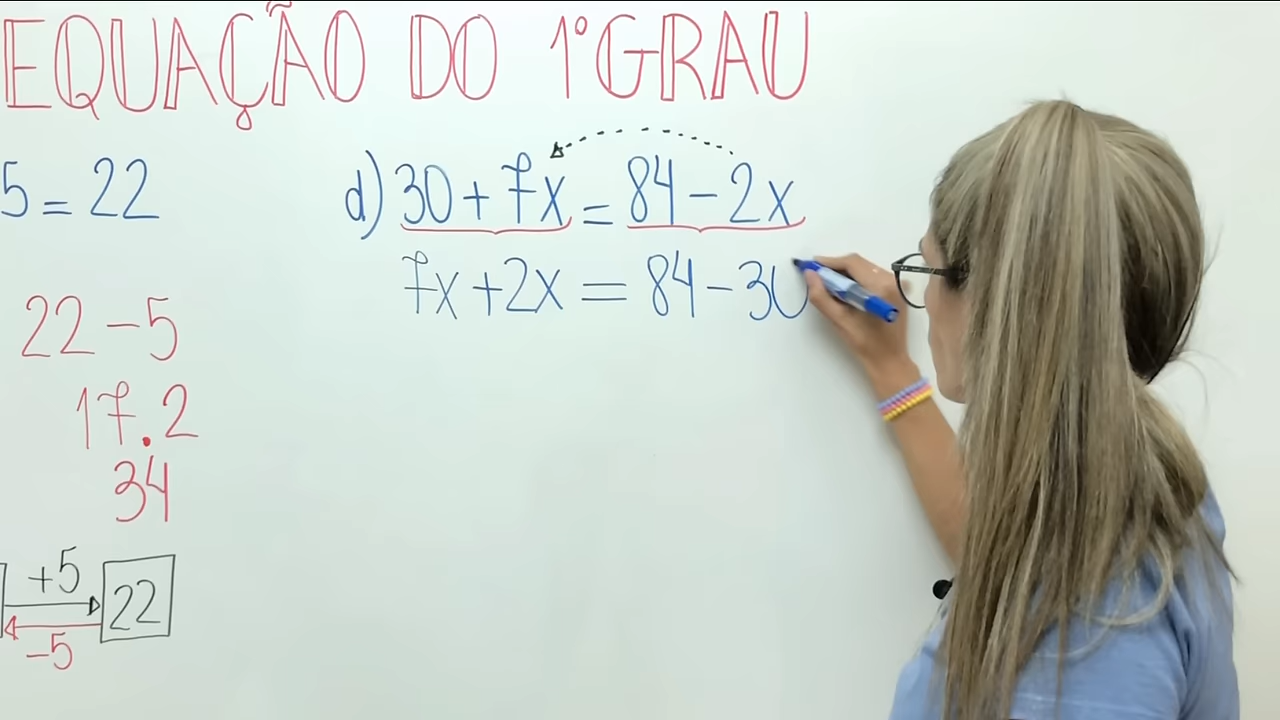 EQUAÇÃO DO 1º GRAU
5 = 22
22 - 5
17.2
34
+5
22
-5
d) 30 + 7x = 84 - 2x
7x + 2x = 84 - 30